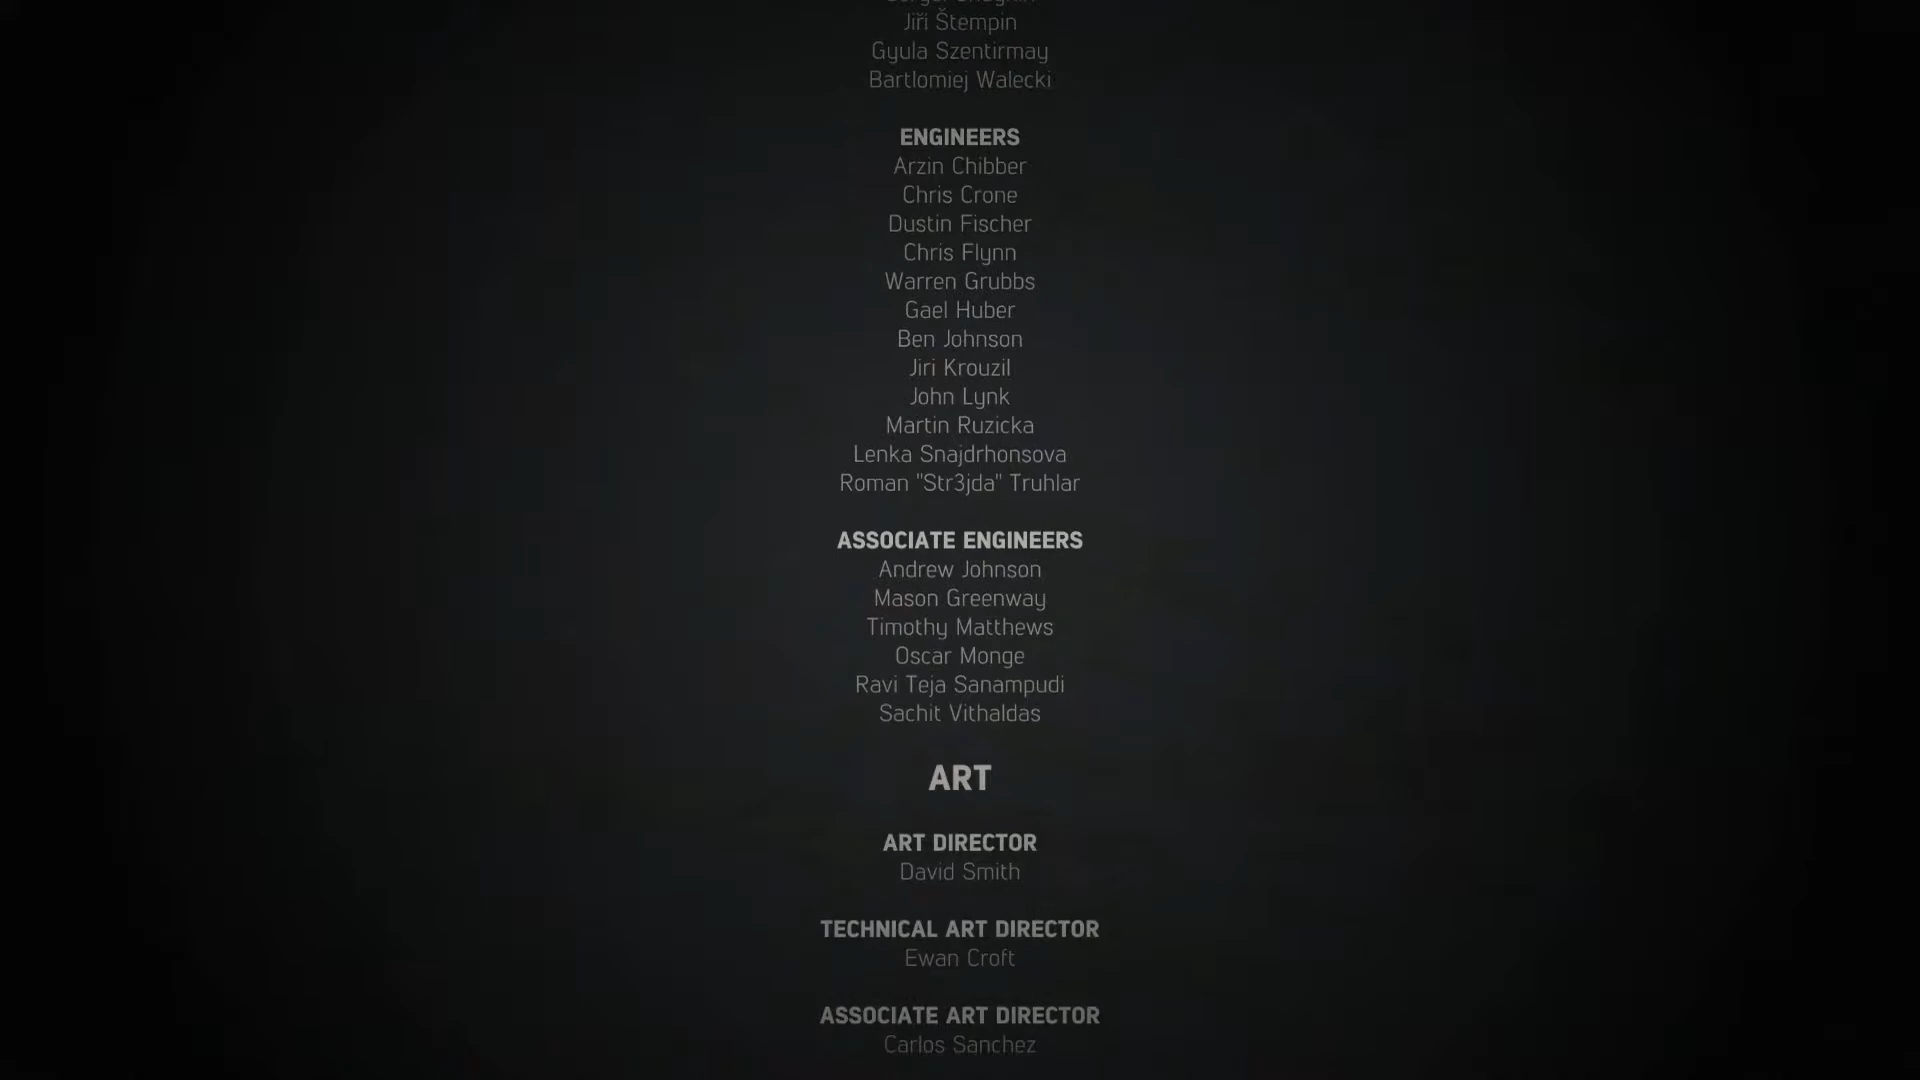 Jiří Štempin
Gyula Szentirmay
Bartlomiej Walecki
ENGINEERS
Arzin Chibber
Chris Crone
Dustin Fischer
Chris Flynn
Warren Grubbs
Gael Huber
Ben Johnson
Jiri Krouzil
John Lynk
Martin Ruzicka
Lenka Snajdrhonsova
Roman "Str3jda" Truhlar
ASSOCIATE ENGINEERS
Andrew Johnson
Mason Greenway
Timothy Matthews
Oscar Monge
Ravi Teja Sanampudi
Sachit Vithaldas
ART
ART DIRECTOR
David Smith
TECHNICAL ART DIRECTOR
Ewan Croft
ASSOCIATE ART DIRECTOR
Carlos Sanchez